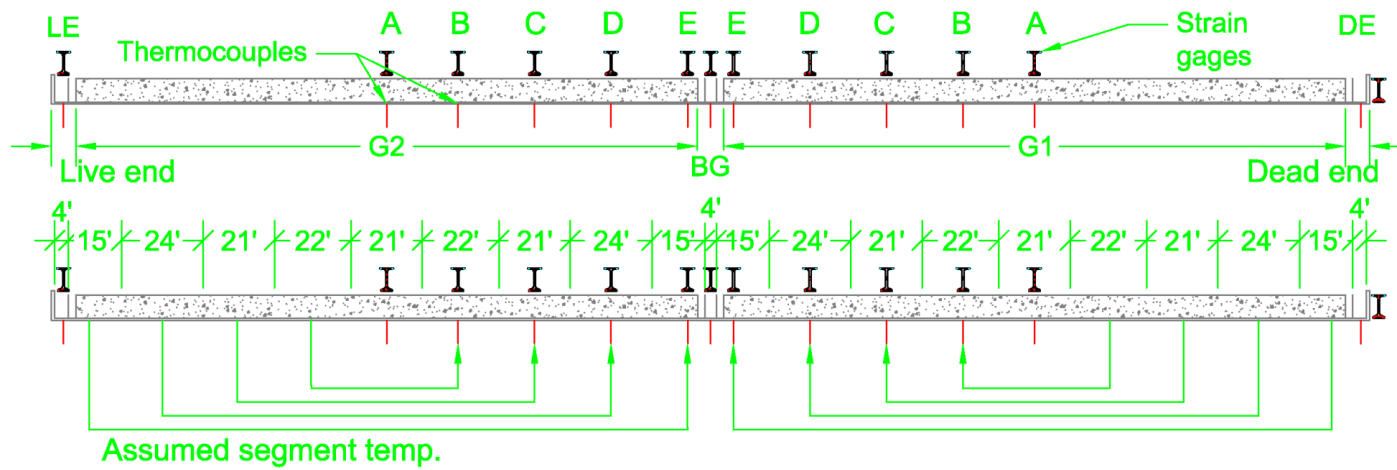 LE A B C D E E D C B A Strain DE
Thermocouples gages
G2 G1
Live end BG Dead end
4' 4' 4'
15' 24' 21' 22' 21' 22' 21' 24' 15' 15' 24' 21' 22' 21' 22' 21' 24' 15'
Assumed segment temp.